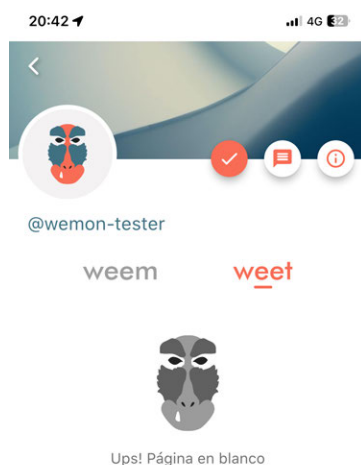 20:42
4G 32
@wemon-tester
weem
weet
Ups! Página en blanco